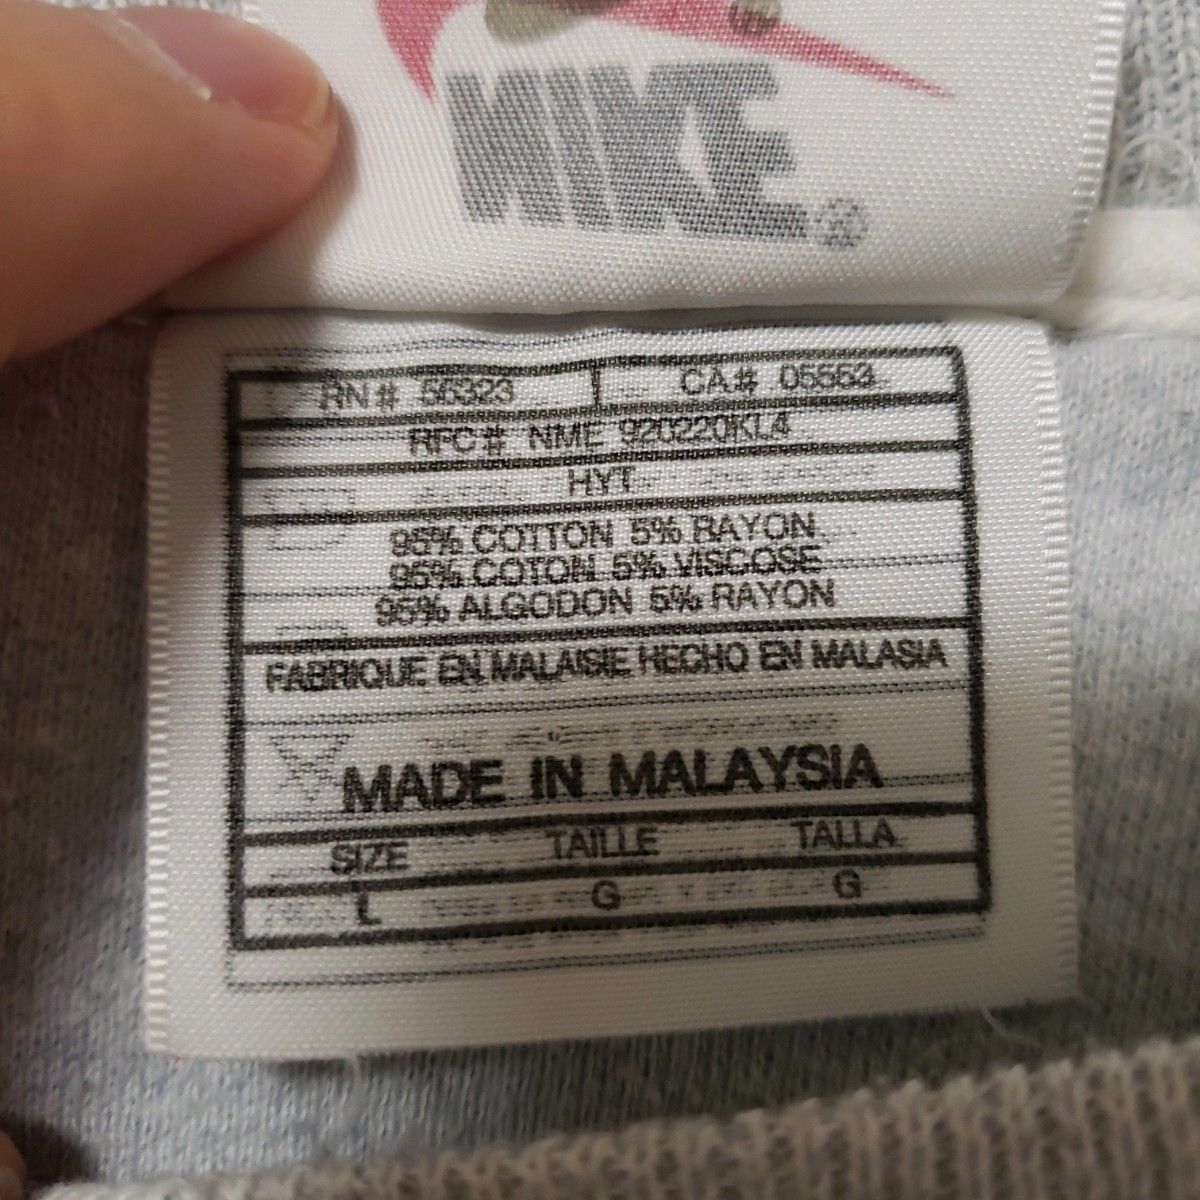 NIKE®
RN# 56323 CA# 05553
RFC# NME 920220KL4
HYT
95% COTTON 5% RAYON
95% COTON 5% VISCOSE
95% ALGODON 5% RAYON
FABRIQUE EN MALAISIE HECHO EN MALASIA
MADE IN MALAYSIA
SIZE TAILLE TALLA
L G G